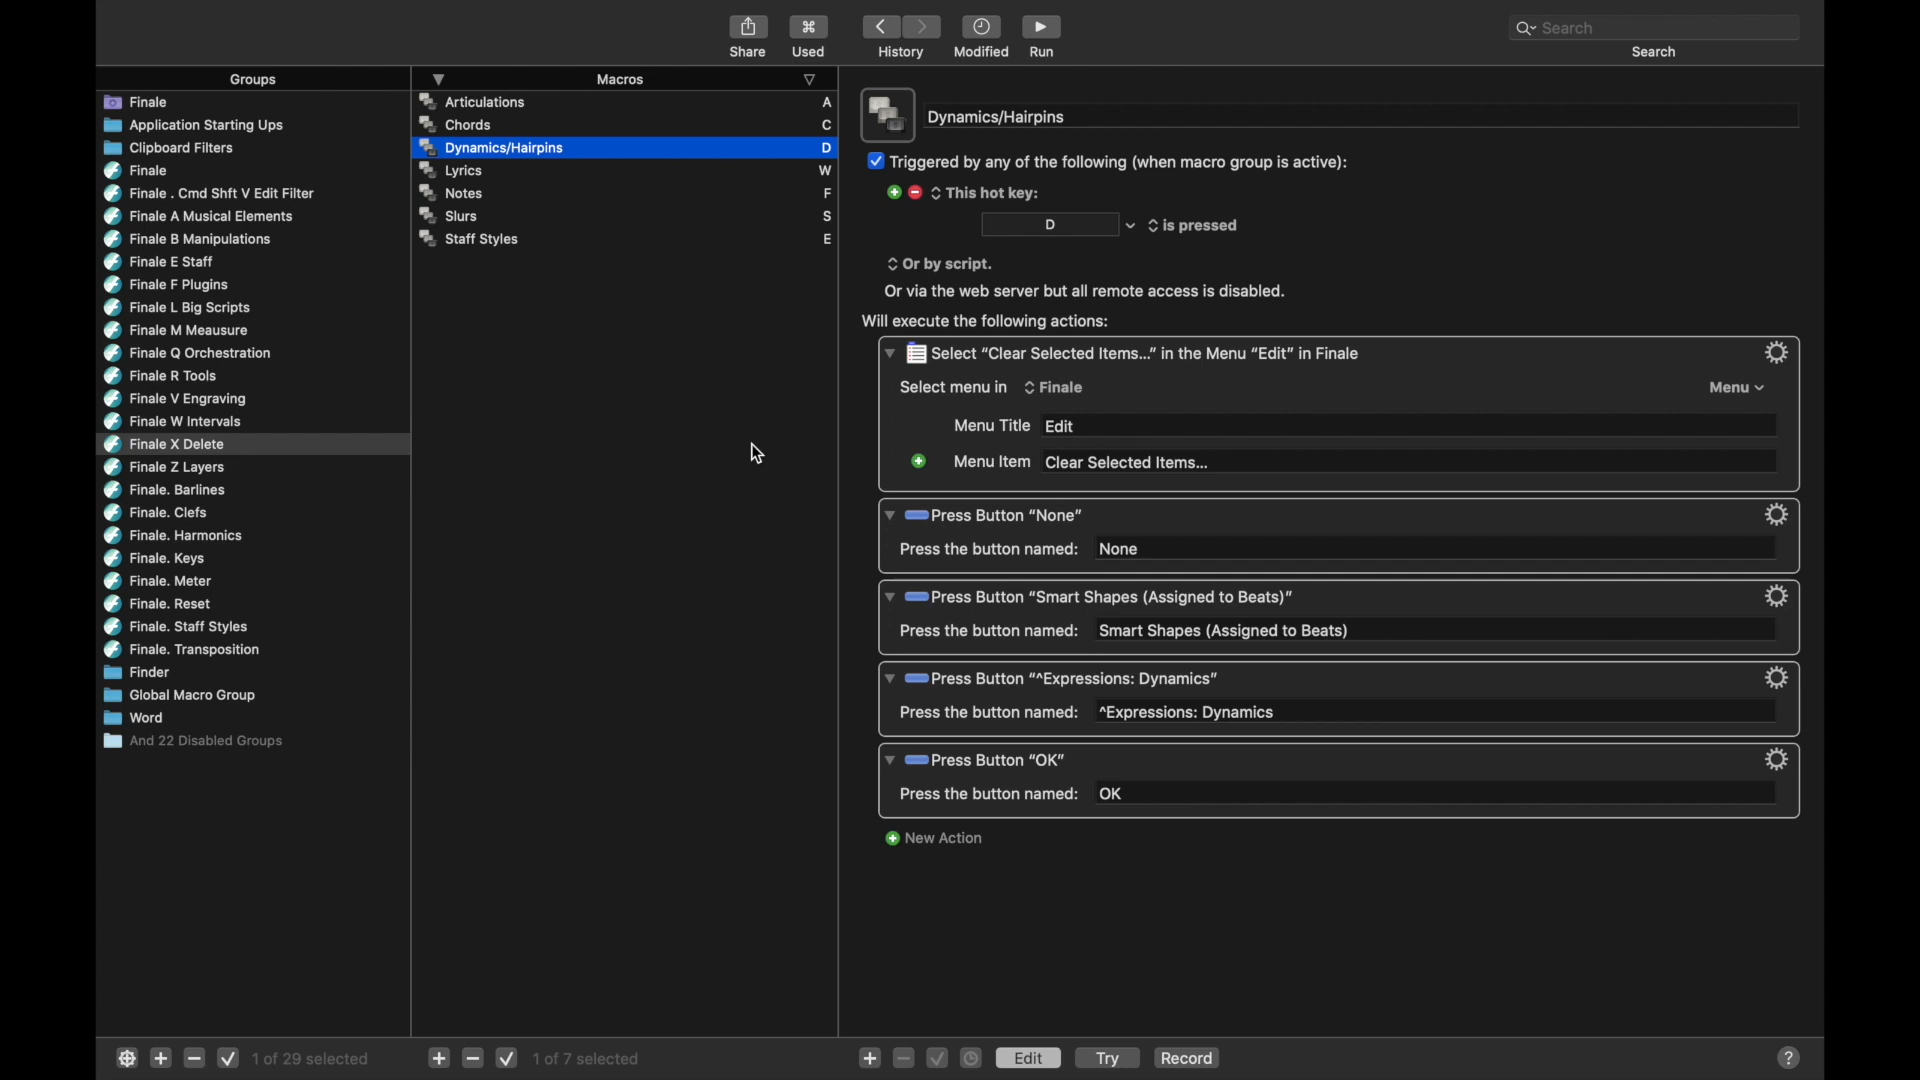 Share
Used
History
Modified
Run
Search
Search
Groups
Macros
Finale
Application Starting Ups
Clipboard Filters
Finale
Finale . Cmd Shft V Edit Filter
Finale A Musical Elements
Finale B Manipulations
Finale E Staff
Finale F Plugins
Finale L Big Scripts
Finale M Meausure
Finale Q Orchestration
Finale R Tools
Finale V Engraving
Finale W Intervals
Finale X Delete
Finale Z Layers
Finale. Barlines
Finale. Clefs
Finale. Harmonics
Finale. Keys
Finale. Meter
Finale. Reset
Finale. Staff Styles
Finale. Transposition
Finder
Global Macro Group
Word
And 22 Disabled Groups
Articulations A
Chords C
Dynamics/Hairpins D
Lyrics W
Notes F
Slurs S
Staff Styles E
Dynamics/Hairpins
Triggered by any of the following (when macro group is active):
This hot key:
D is pressed
Or by script.
Or via the web server but all remote access is disabled.
Will execute the following actions:
Select “Clear Selected Items...” in the Menu “Edit” in Finale
Select menu in Finale Menu
Menu Title Edit
Menu Item Clear Selected Items...
Press Button “None”
Press the button named: None
Press Button “Smart Shapes (Assigned to Beats)”
Press the button named: Smart Shapes (Assigned to Beats)
Press Button “^Expressions: Dynamics”
Press the button named: ^Expressions: Dynamics
Press Button “OK”
Press the button named: OK
New Action
1 of 29 selected
1 of 7 selected
Edit
Try
Record
?